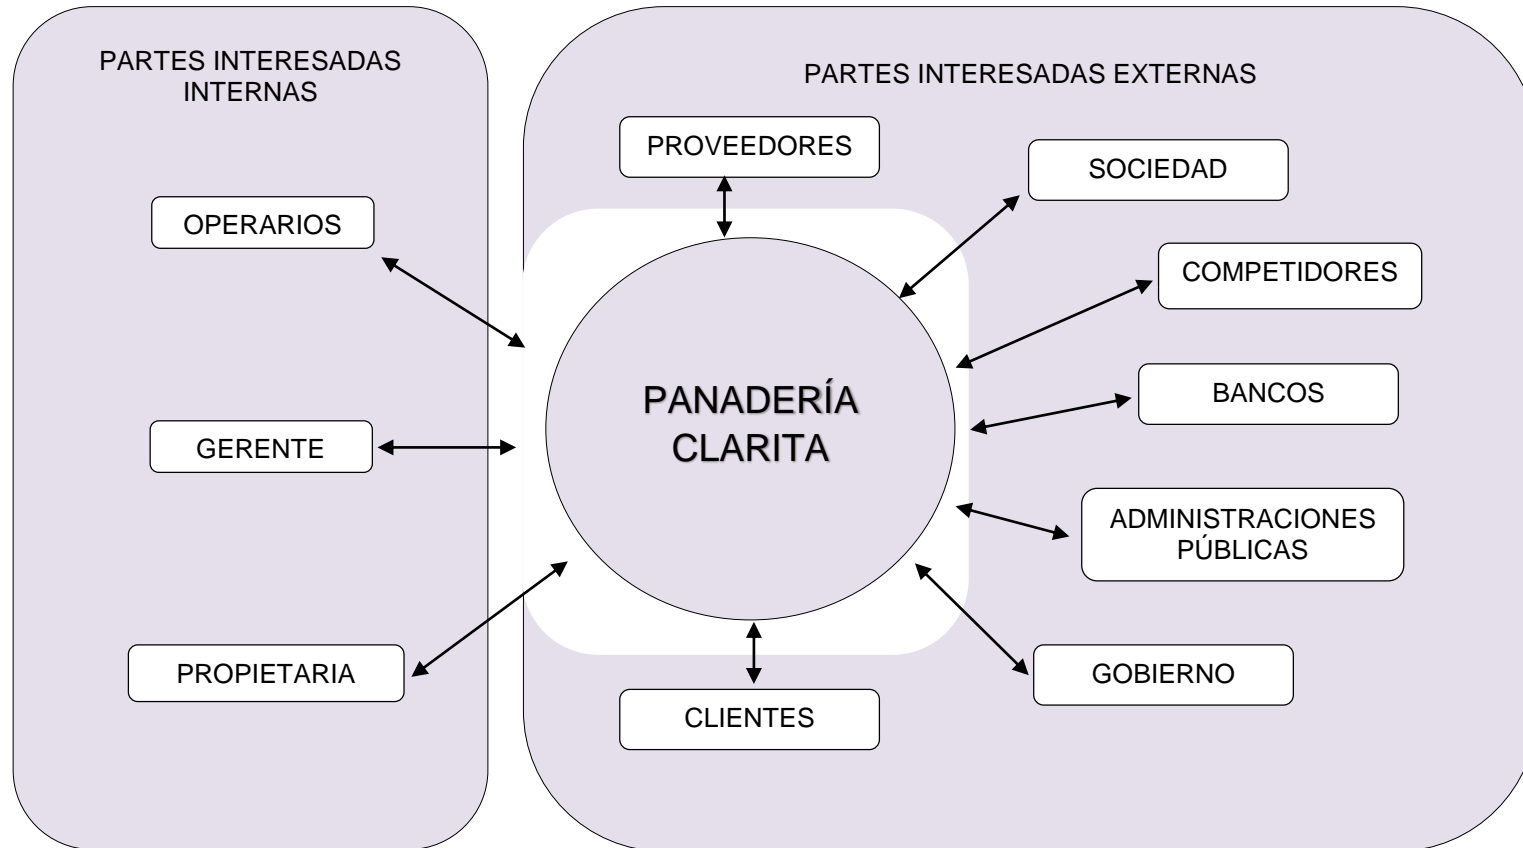 PARTES INTERESADAS
INTERNAS
OPERARIOS
GERENTE
PROPIETARIA
PARTES INTERESADAS EXTERNAS
PROVEEDORES
SOCIEDAD
COMPETIDORES
BANCOS
ADMINISTRACIONES
PÚBLICAS
GOBIERNO
CLIENTES
PANADERÍA
CLARITA